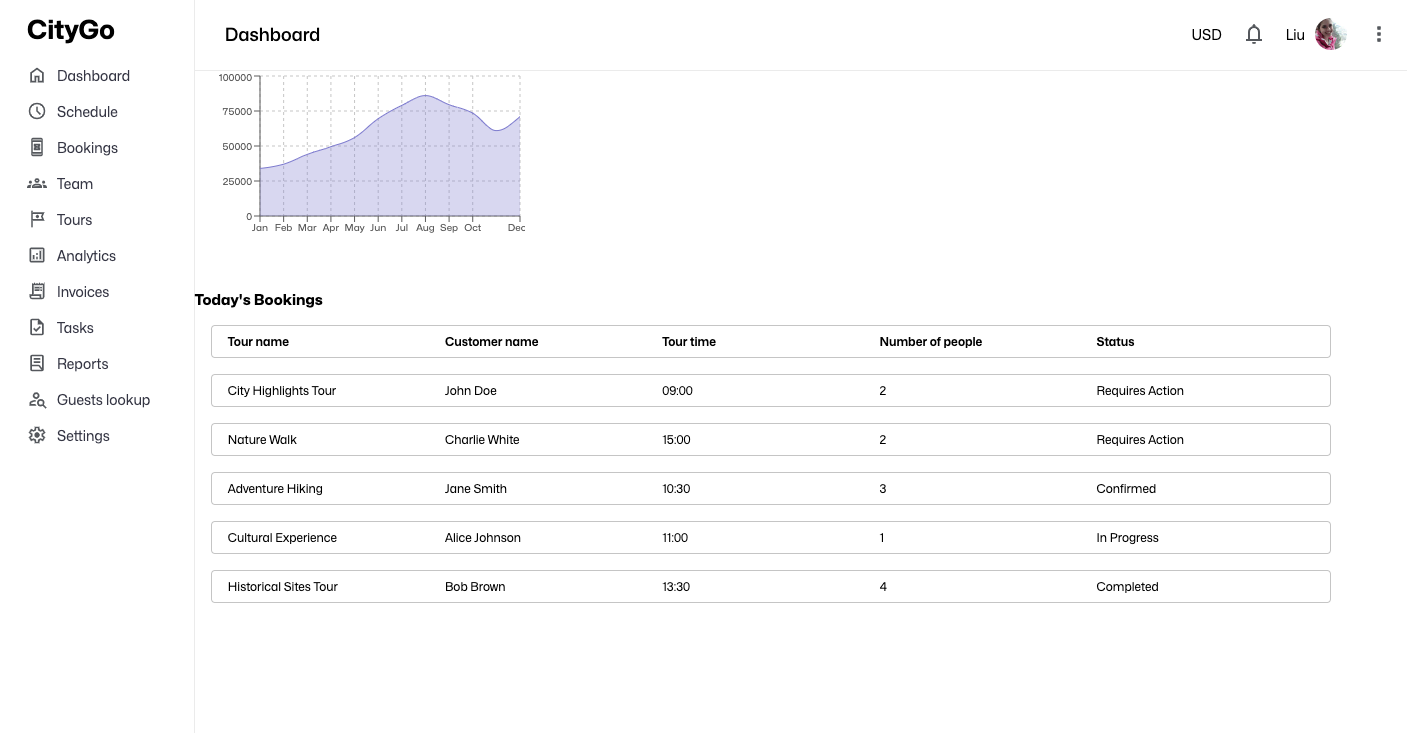 CityGo
Dashboard
Schedule
Bookings
Team
Tours
Analytics
Invoices
Tasks
Reports
Guests lookup
Settings
Dashboard
USD
Liu
100000
75000
50000
25000
0
Jan Feb Mar Apr May Jun Jul Aug Sep Oct Dec
Today's Bookings
Tour name Customer name Tour time Number of people Status
City Highlights Tour John Doe 09:00 2 Requires Action
Nature Walk Charlie White 15:00 2 Requires Action
Adventure Hiking Jane Smith 10:30 3 Confirmed
Cultural Experience Alice Johnson 11:00 1 In Progress
Historical Sites Tour Bob Brown 13:30 4 Completed